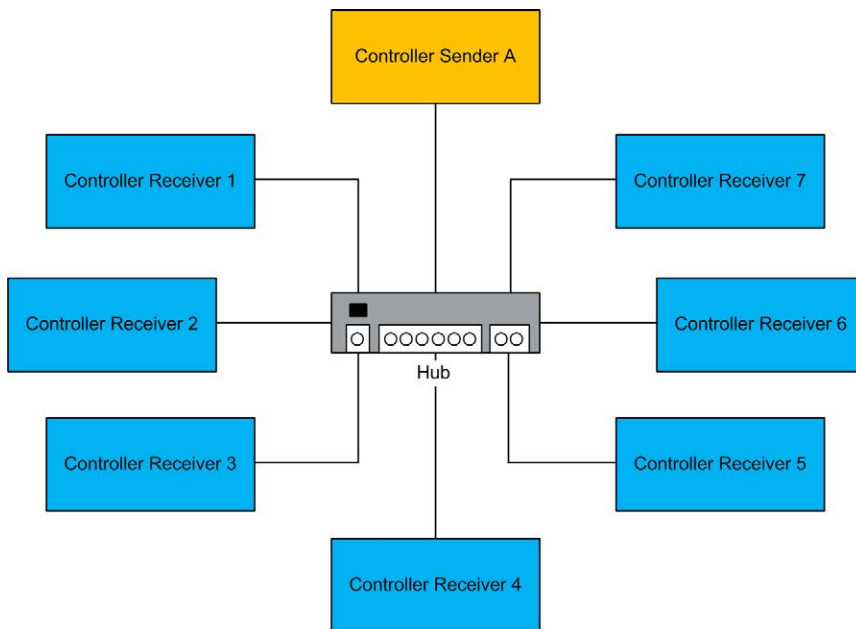 Controller Sender A
Controller Receiver 1
Controller Receiver 7
Controller Receiver 2
Controller Receiver 6
Hub
Controller Receiver 3
Controller Receiver 5
Controller Receiver 4